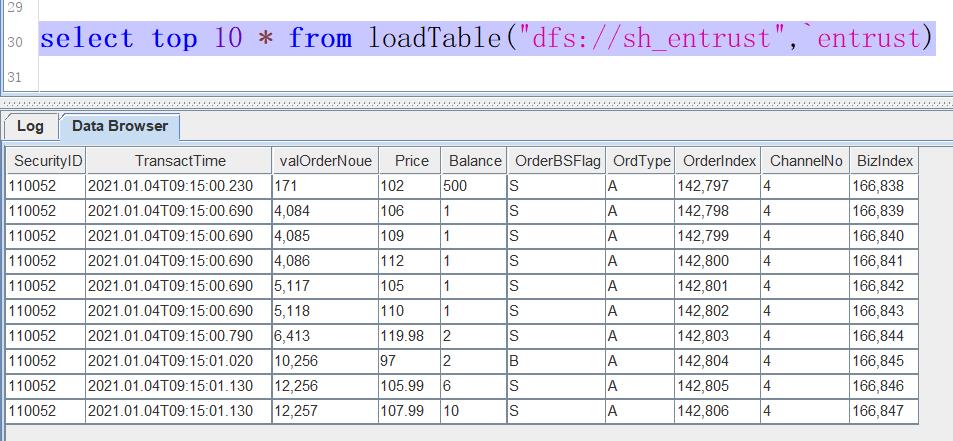 29
30 select top 10 * from loadTable("dfs://sh_entrust",`entrust)
31
Log Data Browser
SecurityID TransactTime valOrderNoue Price Balance OrderBSFlag OrdType OrderIndex ChannelNo BizIndex
110052 2021.01.04T09:15:00.230 171 102 500 S A 142,797 4 166,838
110052 2021.01.04T09:15:00.690 4,084 106 1 S A 142,798 4 166,839
110052 2021.01.04T09:15:00.690 4,085 109 1 S A 142,799 4 166,840
110052 2021.01.04T09:15:00.690 4,086 112 1 S A 142,800 4 166,841
110052 2021.01.04T09:15:00.690 5,117 105 1 S A 142,801 4 166,842
110052 2021.01.04T09:15:00.690 5,118 110 1 S A 142,802 4 166,843
110052 2021.01.04T09:15:00.790 6,413 119.98 2 S A 142,803 4 166,844
110052 2021.01.04T09:15:01.020 10,256 97 2 B A 142,804 4 166,845
110052 2021.01.04T09:15:01.130 12,256 105.99 6 S A 142,805 4 166,846
110052 2021.01.04T09:15:01.130 12,257 107.99 10 S A 142,806 4 166,847